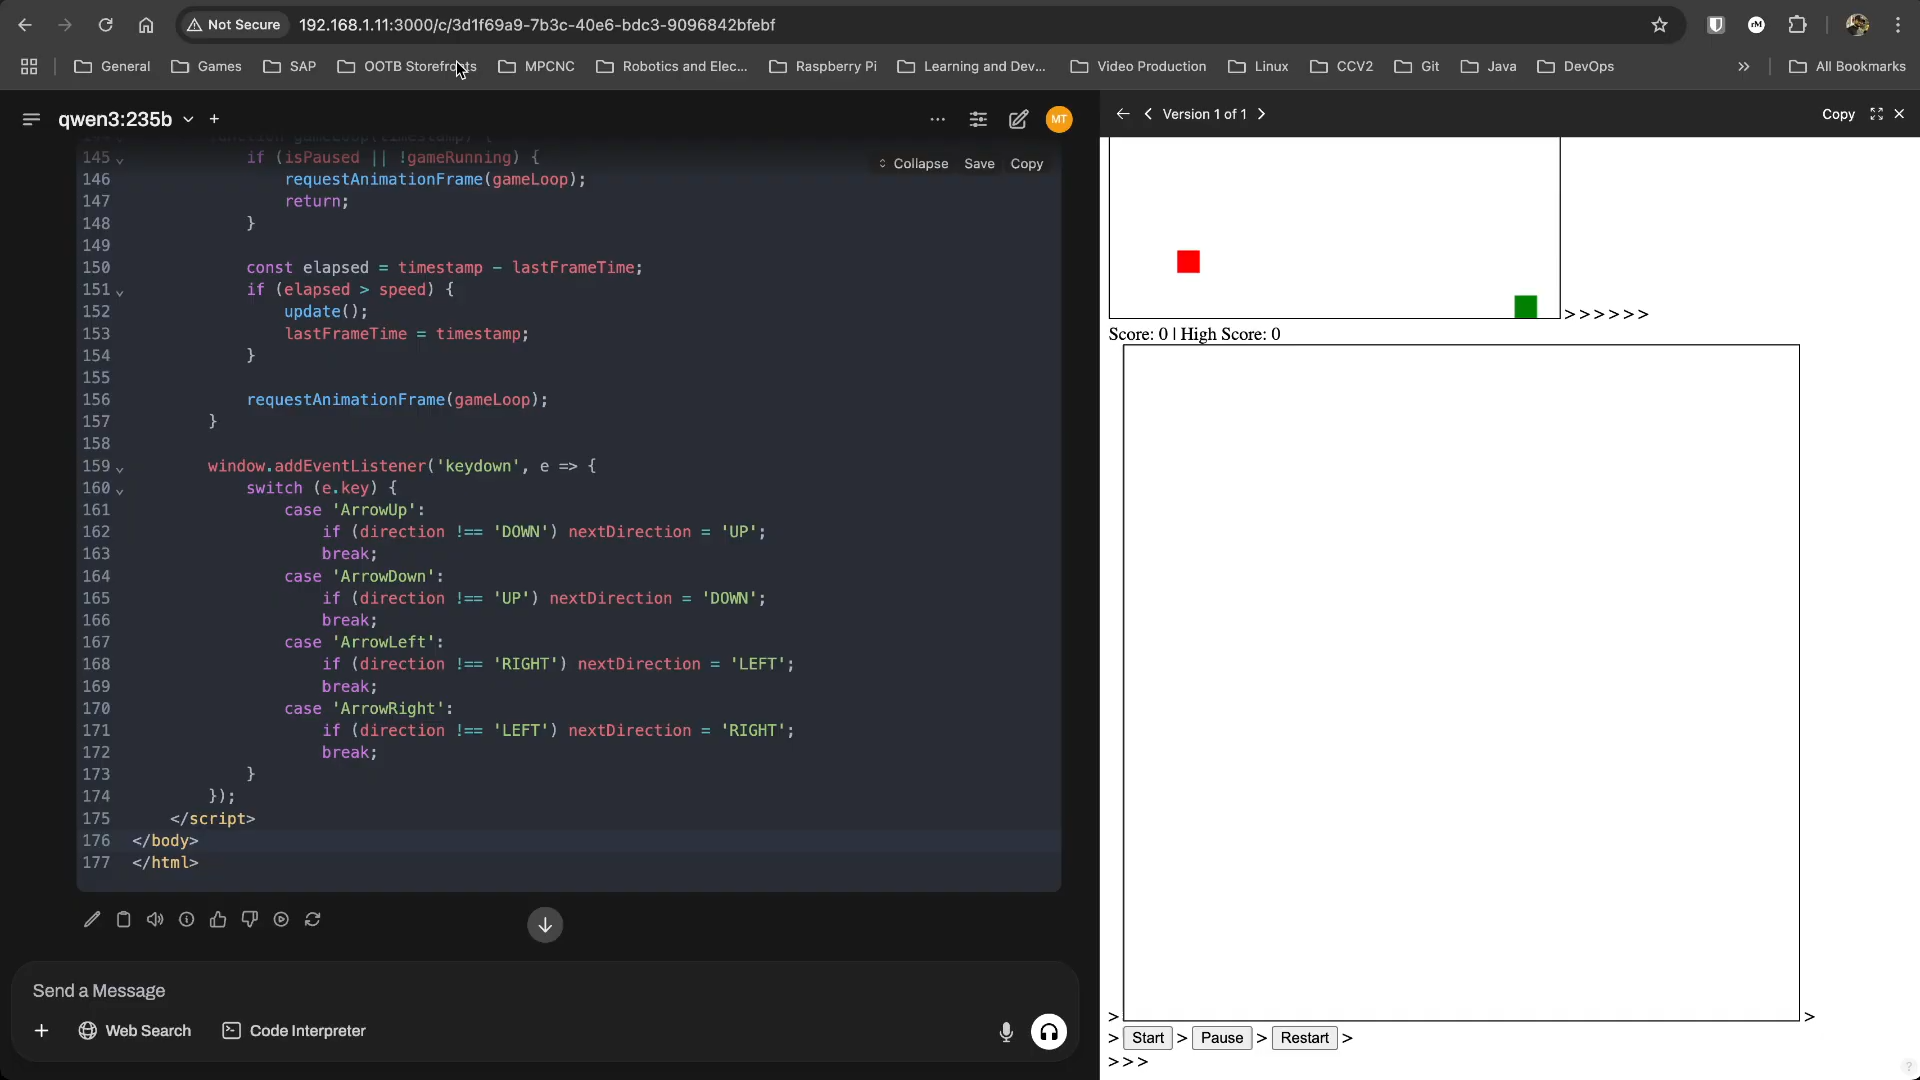 Not Secure 192.168.1.11:3000/c/3d1f69a9-7b3c-40e6-bdc3-9096842bfebf
General Games SAP OOTB Storefronts MPCNC Robotics and Elec... Raspberry Pi Learning and Dev... Video Production Linux CCV2 Git Java DevOps » All Bookmarks
qwen3:235b + ... MT
Version 1 of 1 Copy
Collapse Save Copy
function gameLoop(timestamp) {
145 if (isPaused || !gameRunning) {
146 requestAnimationFrame(gameLoop);
147 return;
148 }
149
150 const elapsed = timestamp - lastFrameTime;
151 if (elapsed > speed) {
152 update();
153 lastFrameTime = timestamp;
154 }
155
156 requestAnimationFrame(gameLoop);
157 }
158
159 window.addEventListener('keydown', e => {
160 switch (e.key) {
161 case 'ArrowUp':
162 if (direction !== 'DOWN') nextDirection = 'UP';
163 break;
164 case 'ArrowDown':
165 if (direction !== 'UP') nextDirection = 'DOWN';
166 break;
167 case 'ArrowLeft':
168 if (direction !== 'RIGHT') nextDirection = 'LEFT';
169 break;
170 case 'ArrowRight':
171 if (direction !== 'LEFT') nextDirection = 'RIGHT';
172 break;
173 }
174 });
175 </script>
176 </body>
177 </html>
Send a Message
+ Web Search Code Interpreter
>>>>>>
Score: 0 | High Score: 0
> >
> Start > Pause > Restart >
>>>
?